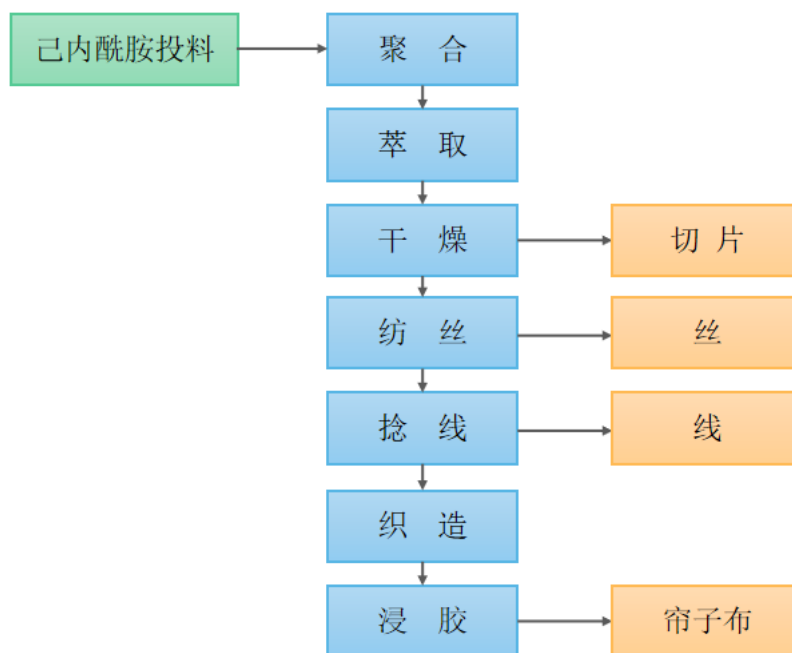 己内酰胺投料
聚 合
萃 取
干 燥
切 片
纺 丝
丝
捻 线
线
织 造
浸 胶
帘子布